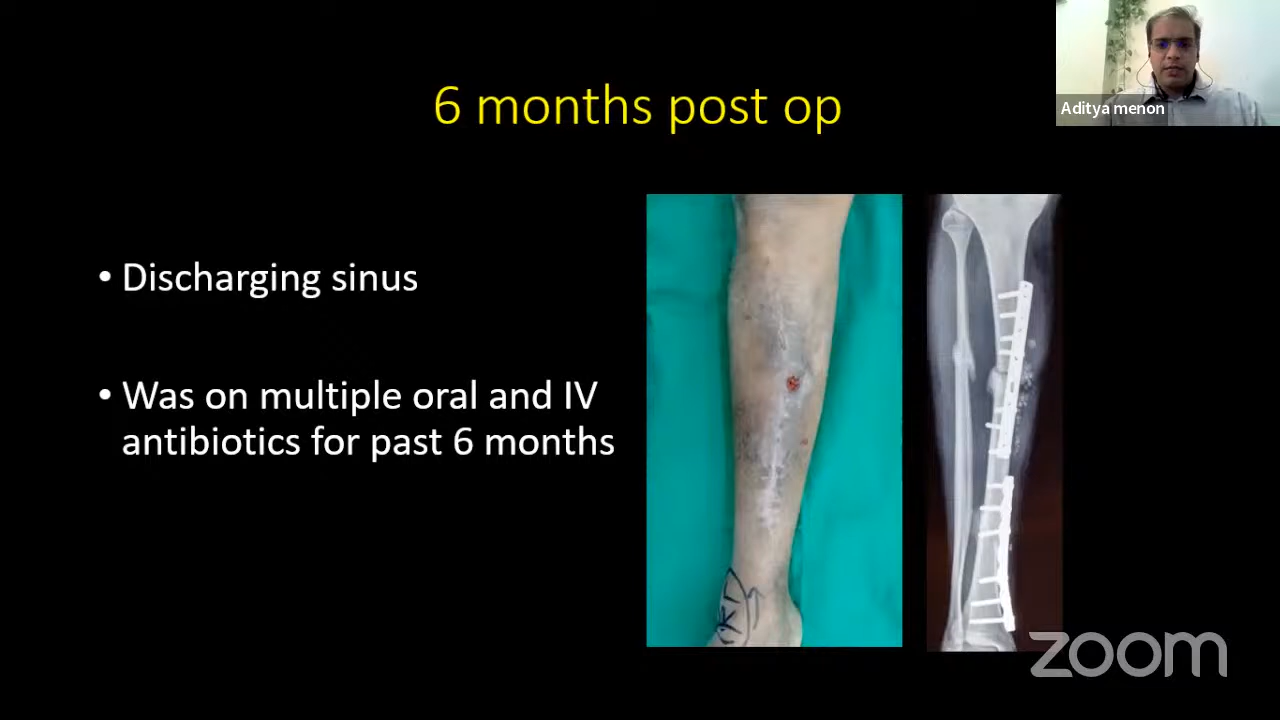 Aditya menon
6 months post op
• Discharging sinus
• Was on multiple oral and IV
antibiotics for past 6 months
zoom